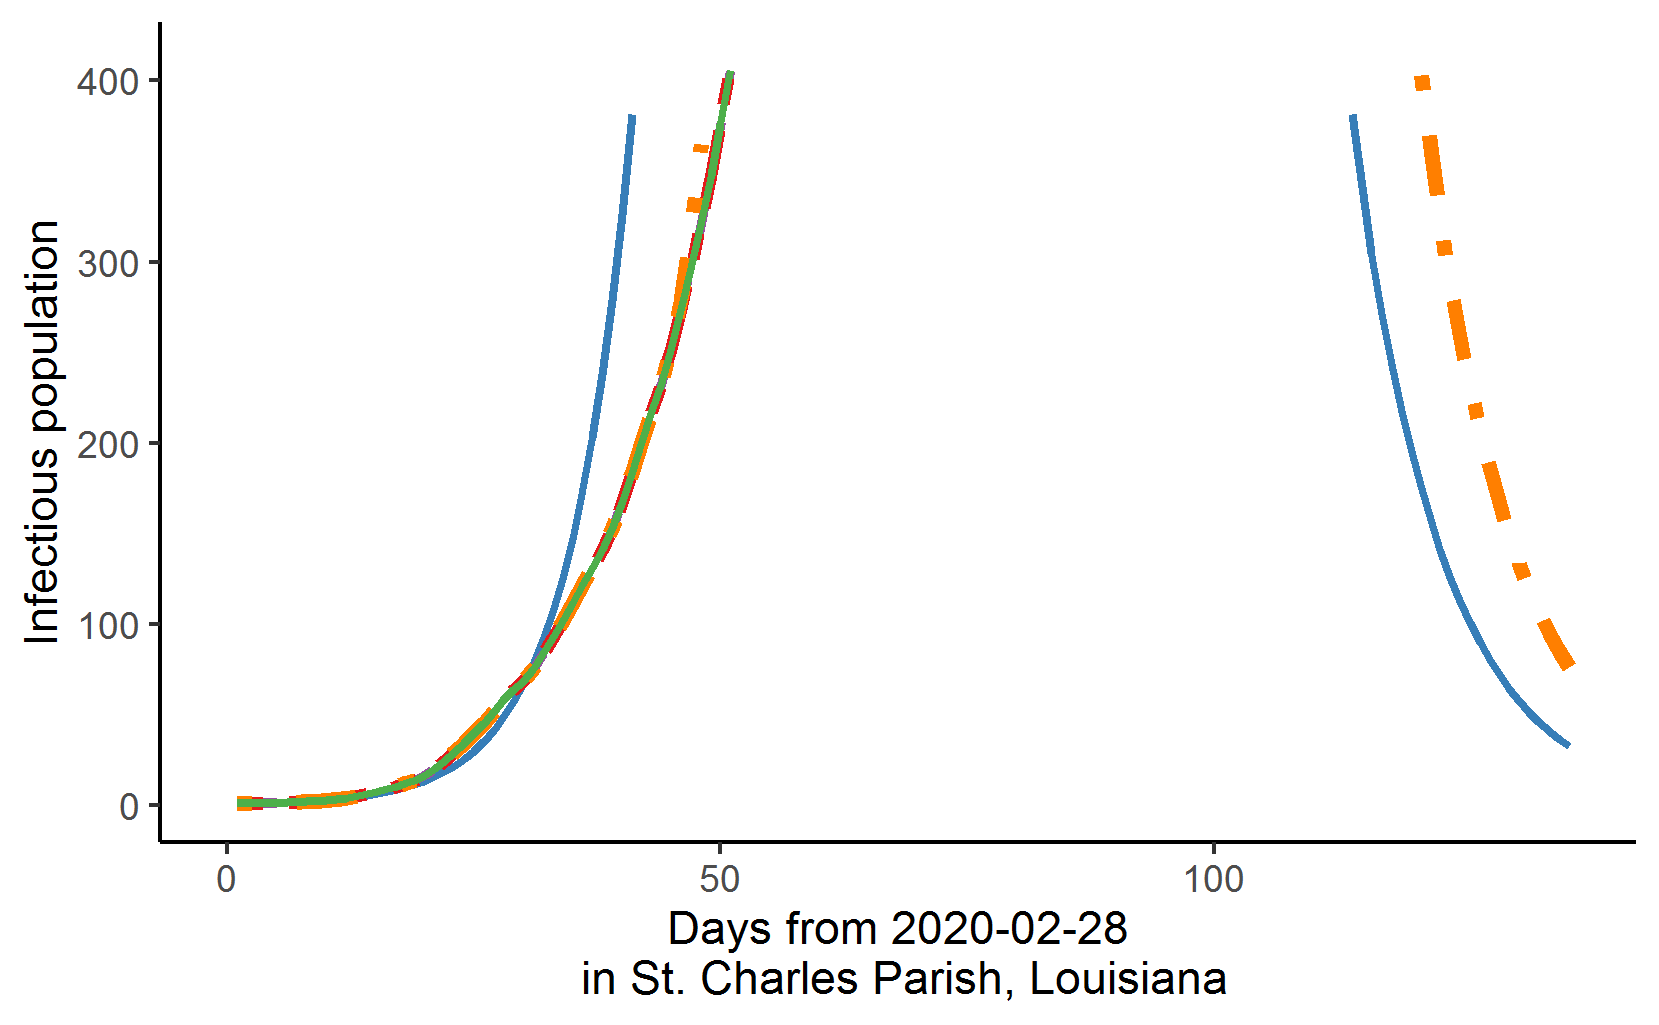 400
300
200
100
0
Infectious population
0 50 100
Days from 2020-02-28
in St. Charles Parish, Louisiana